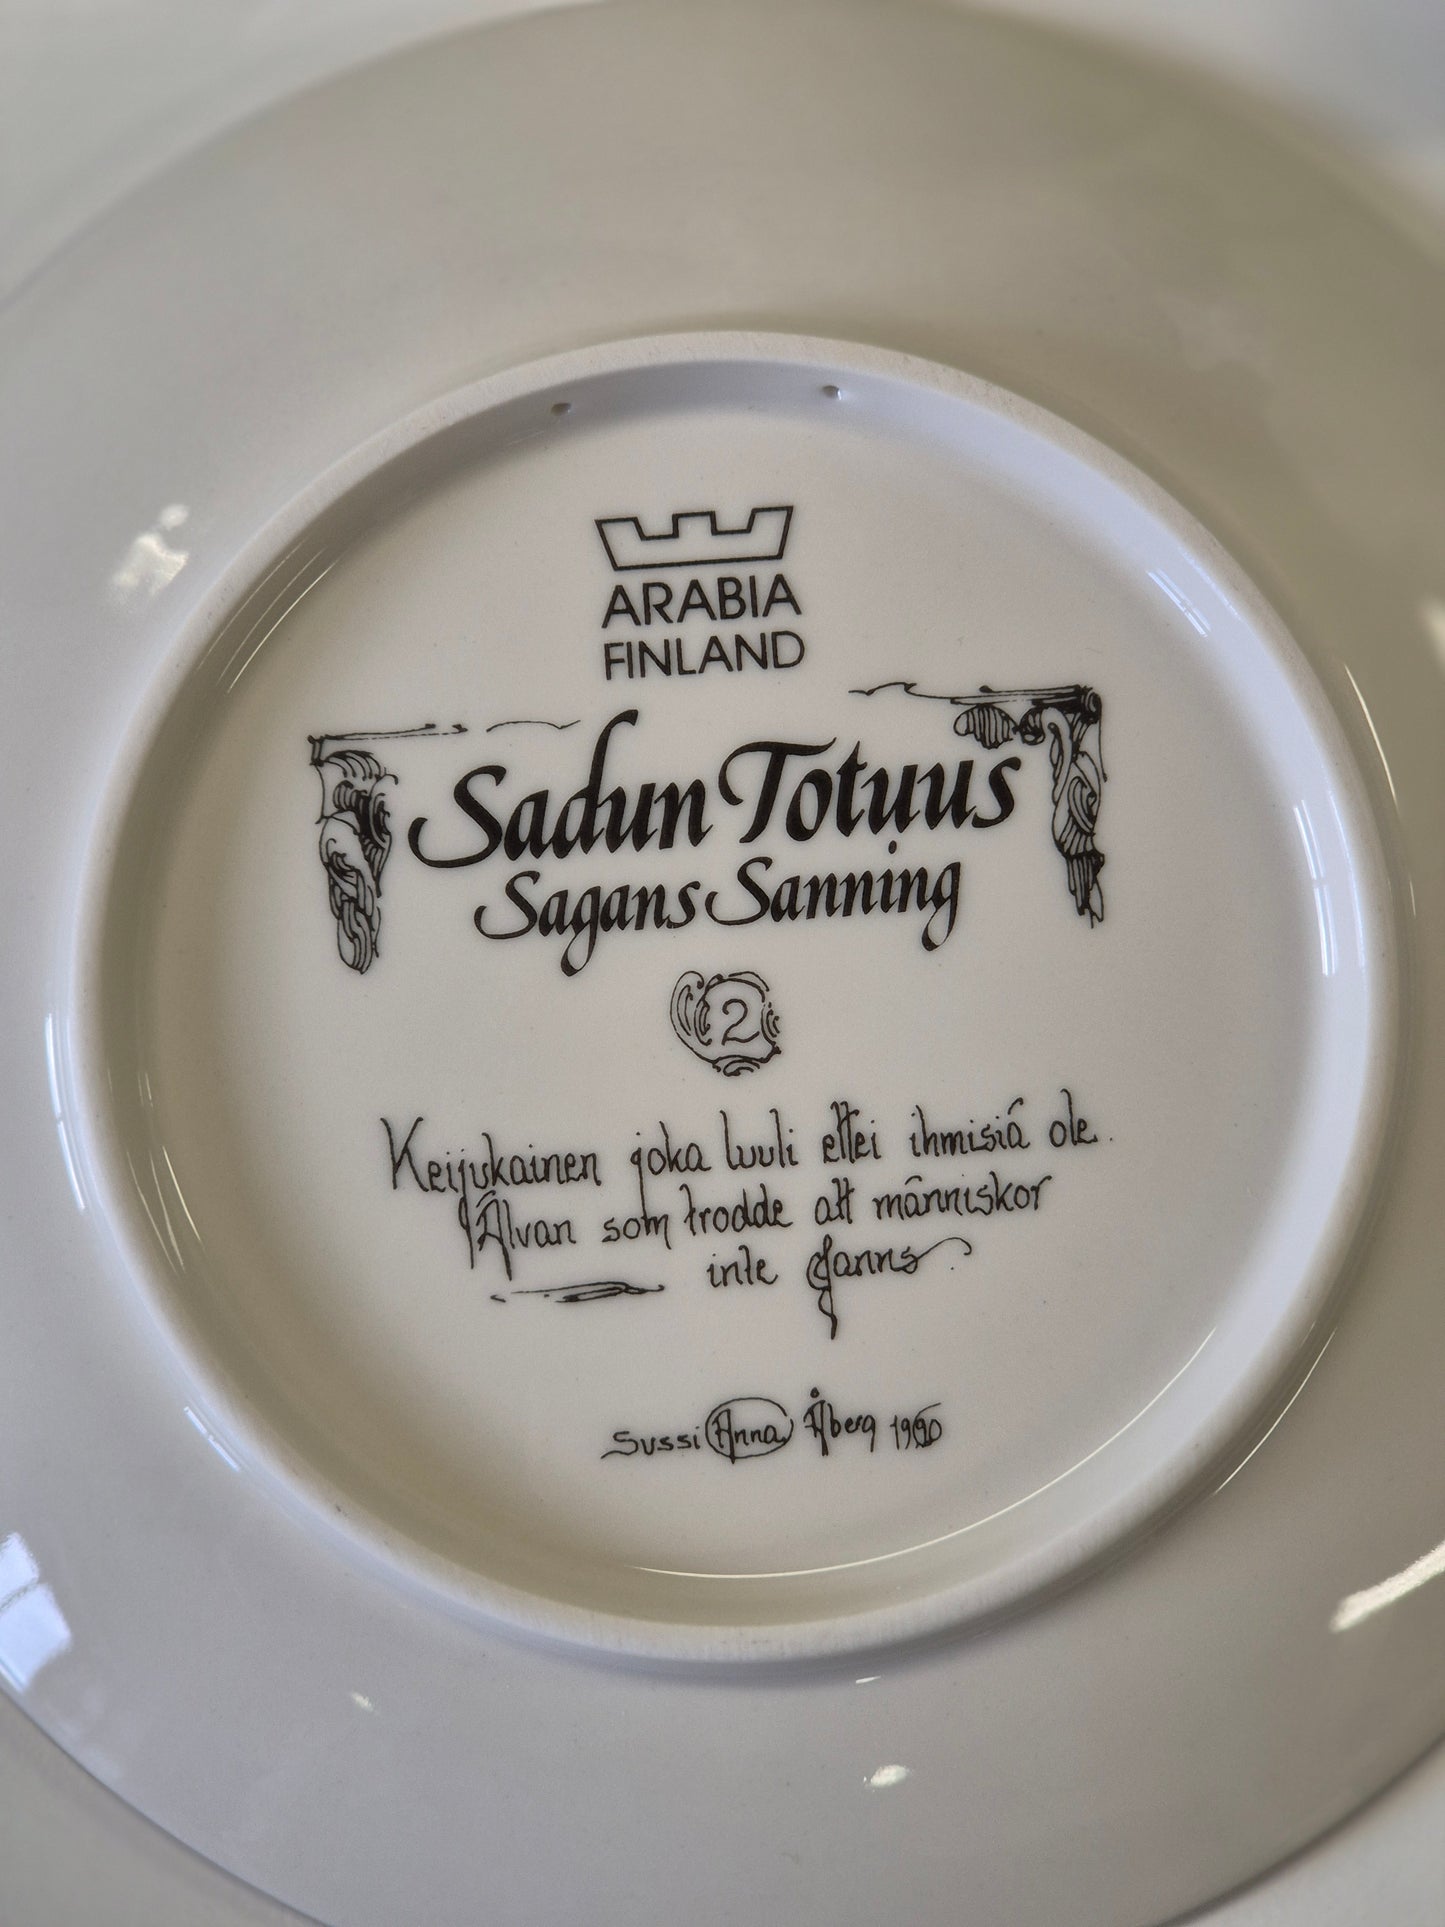 ARABIA
FINLAND
Sadun Totuus
Sagans Sanning
2
Keijukainen joka luuli ettei ihmisiä ole.
Älvan som trodde att människor
inte fanns.
Sussi Anna Åberg 1990